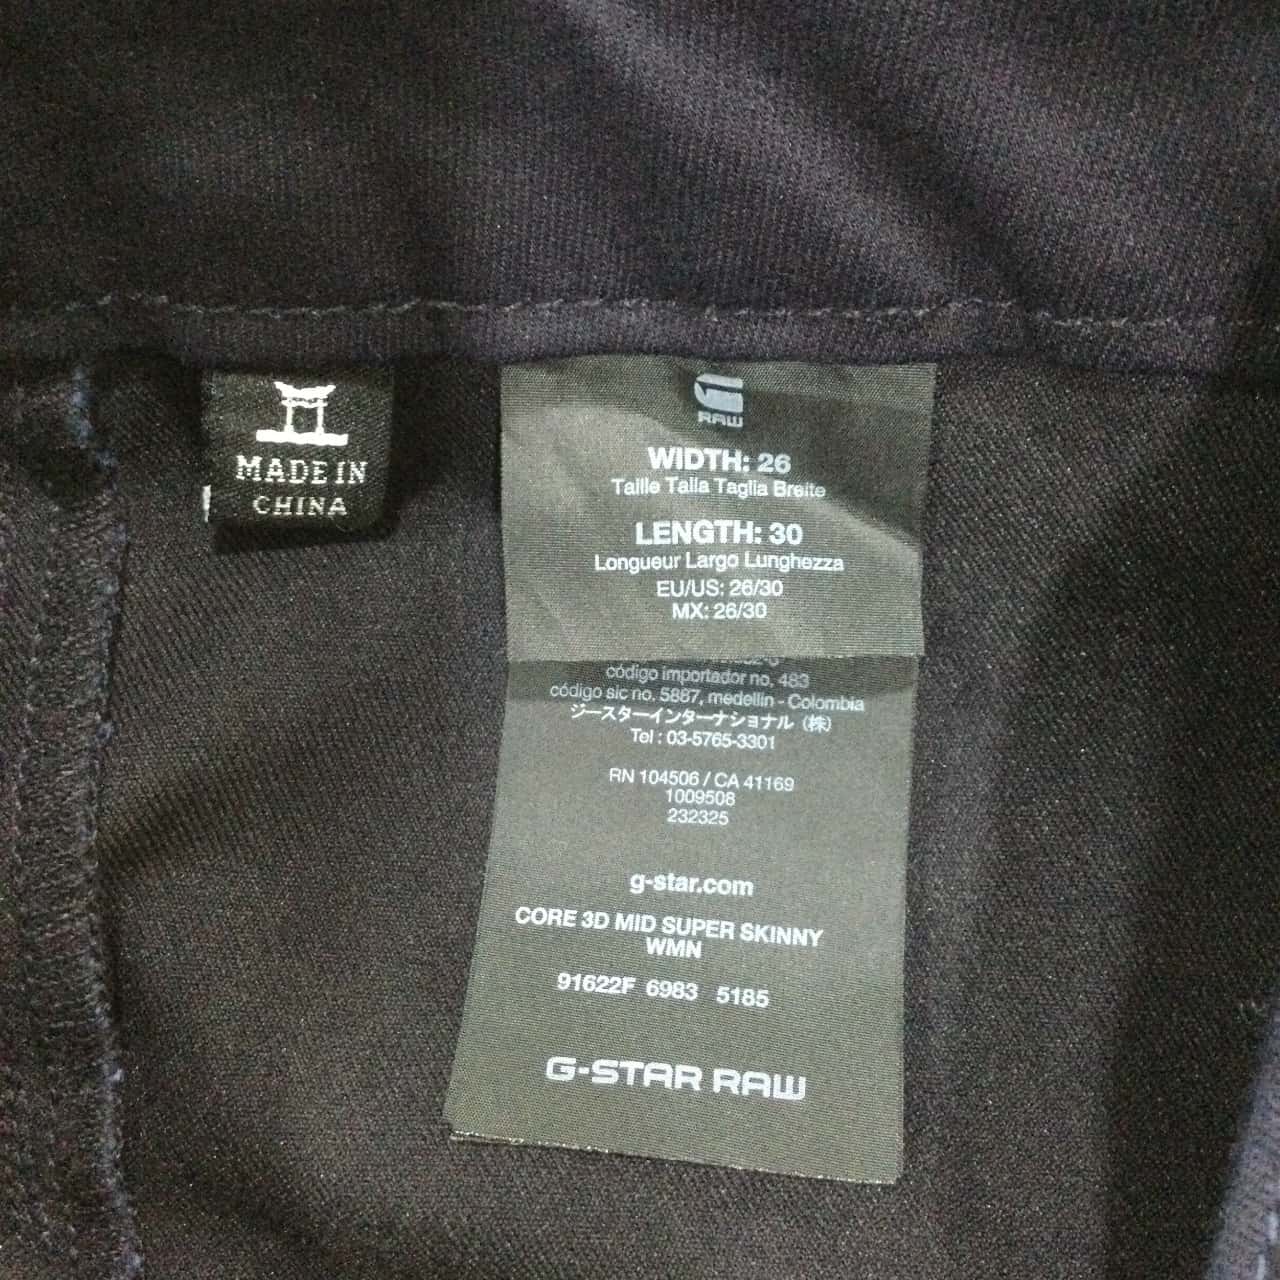 MADE IN
CHINA
RAW
WIDTH: 26
Taille Talla Taglia Breite
LENGTH: 30
Longueur Largo Lunghezza
EU/US: 26/30
MX: 26/30
código importador no. 483
código sic no. 5887, medellin - Colombia
ジースターインターナショナル (株)
Tel : 03-5765-3301
RN 104506 / CA 41169
1009508
232325
g-star.com
CORE 3D MID SUPER SKINNY
WMN
91622F 6983 5185
G-STAR RAW